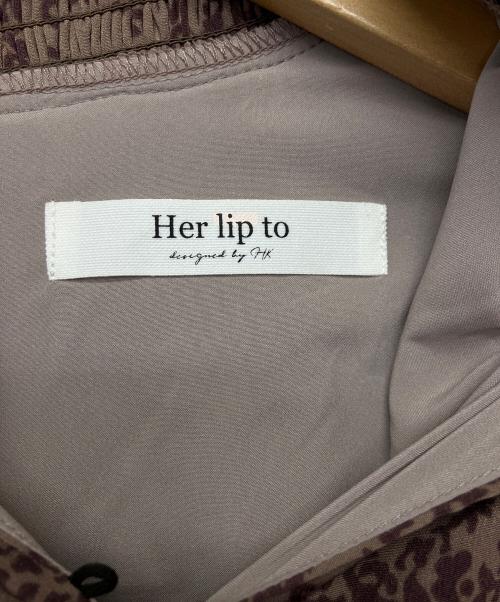 Her lip to
designed by HK